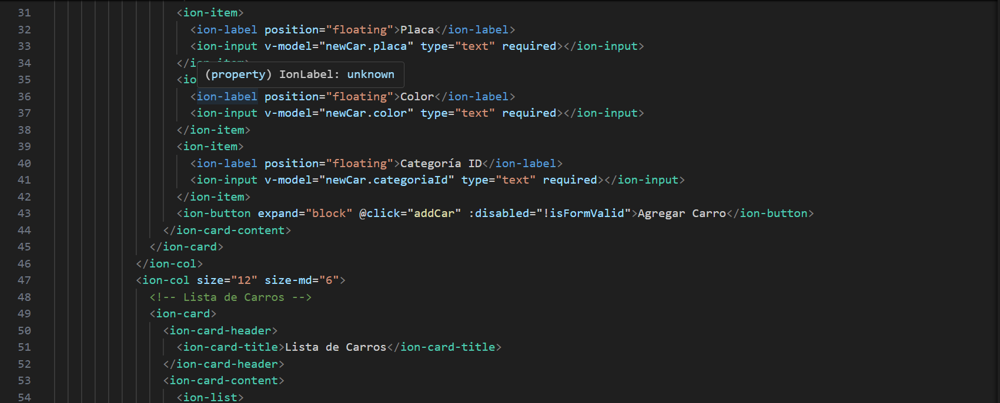 31 <ion-item>
32 <ion-label position="floating">Placa</ion-label>
33 <ion-input v-model="newCar.placa" type="text" required></ion-input>
34 </ion-item>
(property) IonLabel: unknown
35 <io
36 <ion-label position="floating">Color</ion-label>
37 <ion-input v-model="newCar.color" type="text" required></ion-input>
38 </ion-item>
39 <ion-item>
40 <ion-label position="floating">Categoría ID</ion-label>
41 <ion-input v-model="newCar.categoriaId" type="text" required></ion-input>
42 </ion-item>
43 <ion-button expand="block" @click="addCar" :disabled="!isFormValid">Agregar Carro</ion-button>
44 </ion-card-content>
45 </ion-card>
46 </ion-col>
47 <ion-col size="12" size-md="6">
48 <!-- Lista de Carros -->
49 <ion-card>
50 <ion-card-header>
51 <ion-card-title>Lista de Carros</ion-card-title>
52 </ion-card-header>
53 <ion-card-content>
54 <ion-list>